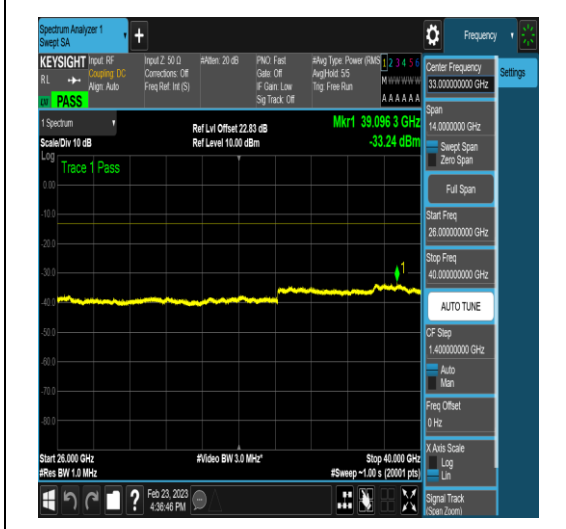 Spectrum Analyzer 1
Swept SA
Frequency
KEYSIGHT
RL
PASS
Input: RF
Coupling: DC
Align: Auto
Input Z: 50 Ω
Corrections: Off
Freq Ref: Int (S)
#Atten: 20 dB
PNO: Fast
Gate: Off
IF Gain: Low
Sig Track: Off
#Avg Type: Power (RMS
Avg|Hold: 5/5
Trig: Free Run
1 2 3 4 5 6
M W W W W W
A A A A A A
1 Spectrum
Scale/Div 10 dB
Ref Lvl Offset 22.83 dB
Ref Level 10.00 dBm
Mkr1 39.096 3 GHz
-33.24 dBm
Log
Trace 1 Pass
0.00
-10.0
-20.0
-30.0
-40.0
-50.0
-60.0
-70.0
-80.0
1
Start 26.000 GHz
#Res BW 1.0 MHz
#Video BW 3.0 MHz*
Stop 40.000 GHz
#Sweep ~1.00 s (20001 pts)
Feb 23, 2023
4:36:46 PM
Center Frequency
33.000000000 GHz
Settings
Span
14.0000000 GHz
Swept Span
Zero Span
Full Span
Start Freq
26.000000000 GHz
Stop Freq
40.000000000 GHz
AUTO TUNE
CF Step
1.400000000 GHz
Auto
Man
Freq Offset
0 Hz
X Axis Scale
Log
Lin
Signal Track
(Span Zoom)